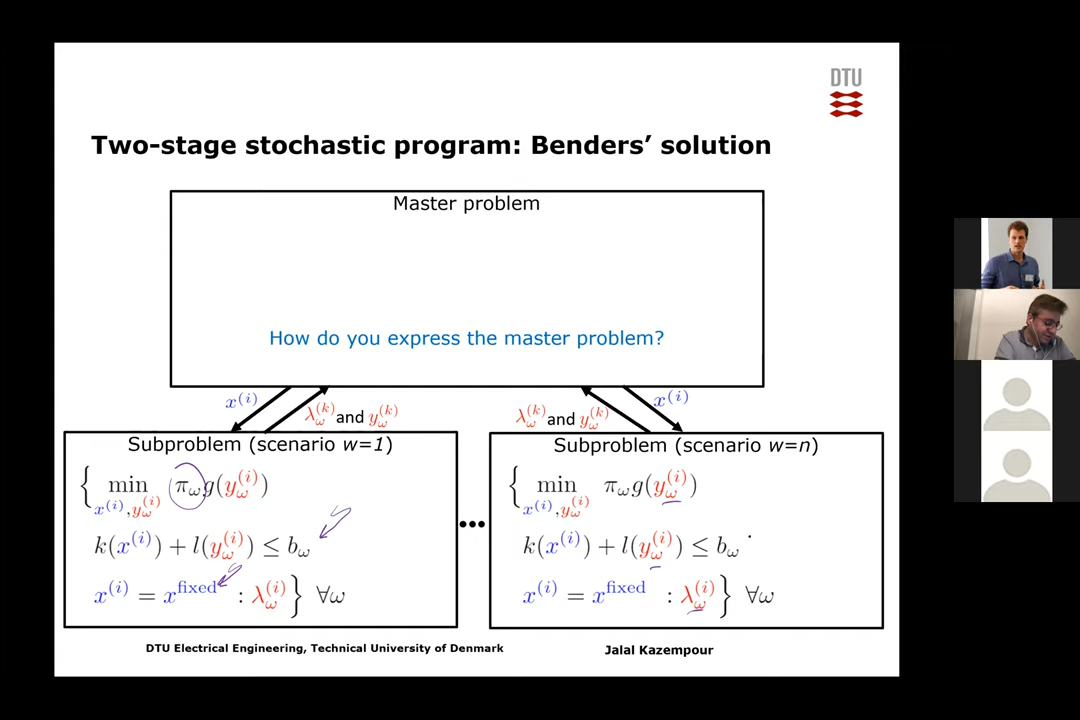 DTU
Two-stage stochastic program: Benders' solution
Master problem
How do you express the master problem?
x^{(i)}
λ_ω^{(k)} and y_ω^{(k)}
λ_ω^{(k)} and y_ω^{(k)}
x^{(i)}
Subproblem (scenario w=1)
{ min_{x^{(i)}, y_ω^{(i)}} π_ω g(y_ω^{(i)})
k(x^{(i)}) + l(y_ω^{(i)}) ≤ b_ω
x^{(i)} = x^{fixed} : λ_ω^{(i)} } ∀ω
...
Subproblem (scenario w=n)
{ min_{x^{(i)}, y_ω^{(i)}} π_ω g(y_ω^{(i)})
k(x^{(i)}) + l(y_ω^{(i)}) ≤ b_ω
x^{(i)} = x^{fixed} : λ_ω^{(i)} } ∀ω
DTU Electrical Engineering, Technical University of Denmark
Jalal Kazempour